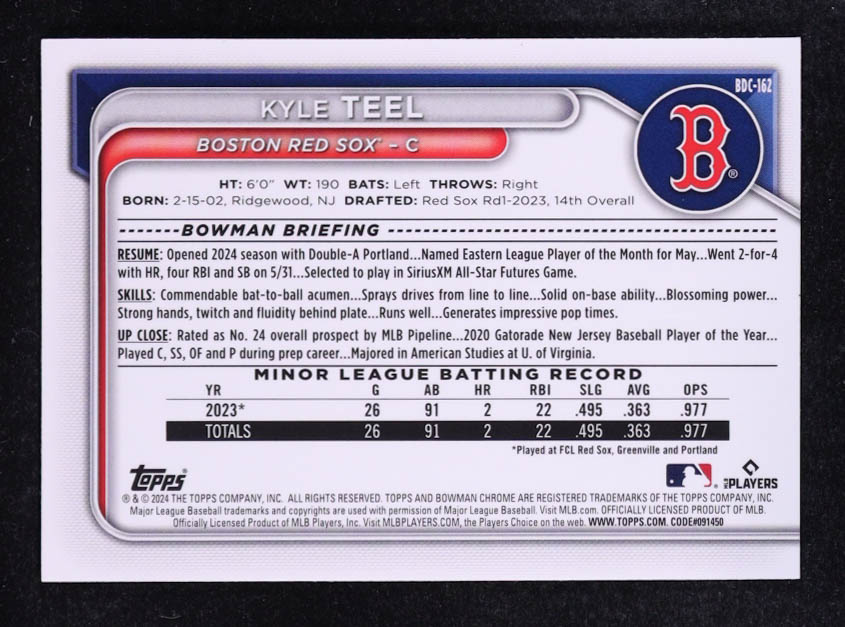 BDC-162
KYLE TEEL
BOSTON RED SOX™ – C
B
®
HT: 6'0" WT: 190 BATS: Left THROWS: Right
BORN: 2-15-02, Ridgewood, NJ DRAFTED: Red Sox Rd1-2023, 14th Overall
BOWMAN BRIEFING
RESUME: Opened 2024 season with Double-A Portland...Named Eastern League Player of the Month for May...Went 2-for-4
with HR, four RBI and SB on 5/31...Selected to play in SiriusXM All-Star Futures Game.
SKILLS: Commendable bat-to-ball acumen...Sprays drives from line to line...Solid on-base ability...Blossoming power...
Strong hands, twitch and fluidity behind plate...Runs well...Generates impressive pop times.
UP CLOSE: Rated as No. 24 overall prospect by MLB Pipeline...2020 Gatorade New Jersey Baseball Player of the Year...
Played C, SS, OF and P during prep career...Majored in American Studies at U. of Virginia.
MINOR LEAGUE BATTING RECORD
YR G AB HR RBI SLG AVG OPS
2023* 26 91 2 22 .495 .363 .977
TOTALS 26 91 2 22 .495 .363 .977
*Played at FCL Red Sox, Greenville and Portland
Topps®
MLB PLAYERS
® & © 2024 THE TOPPS COMPANY, INC. ALL RIGHTS RESERVED. TOPPS AND BOWMAN CHROME ARE REGISTERED TRADEMARKS OF THE TOPPS COMPANY, INC.
Major League Baseball trademarks and copyrights are used with permission of Major League Baseball. Visit MLB.com. OFFICIALLY LICENSED PRODUCT OF MLB.
Officially Licensed Product of MLB Players, Inc. Visit MLBPLAYERS.COM, the Players Choice on the web. WWW.TOPPS.COM. CODE#091450